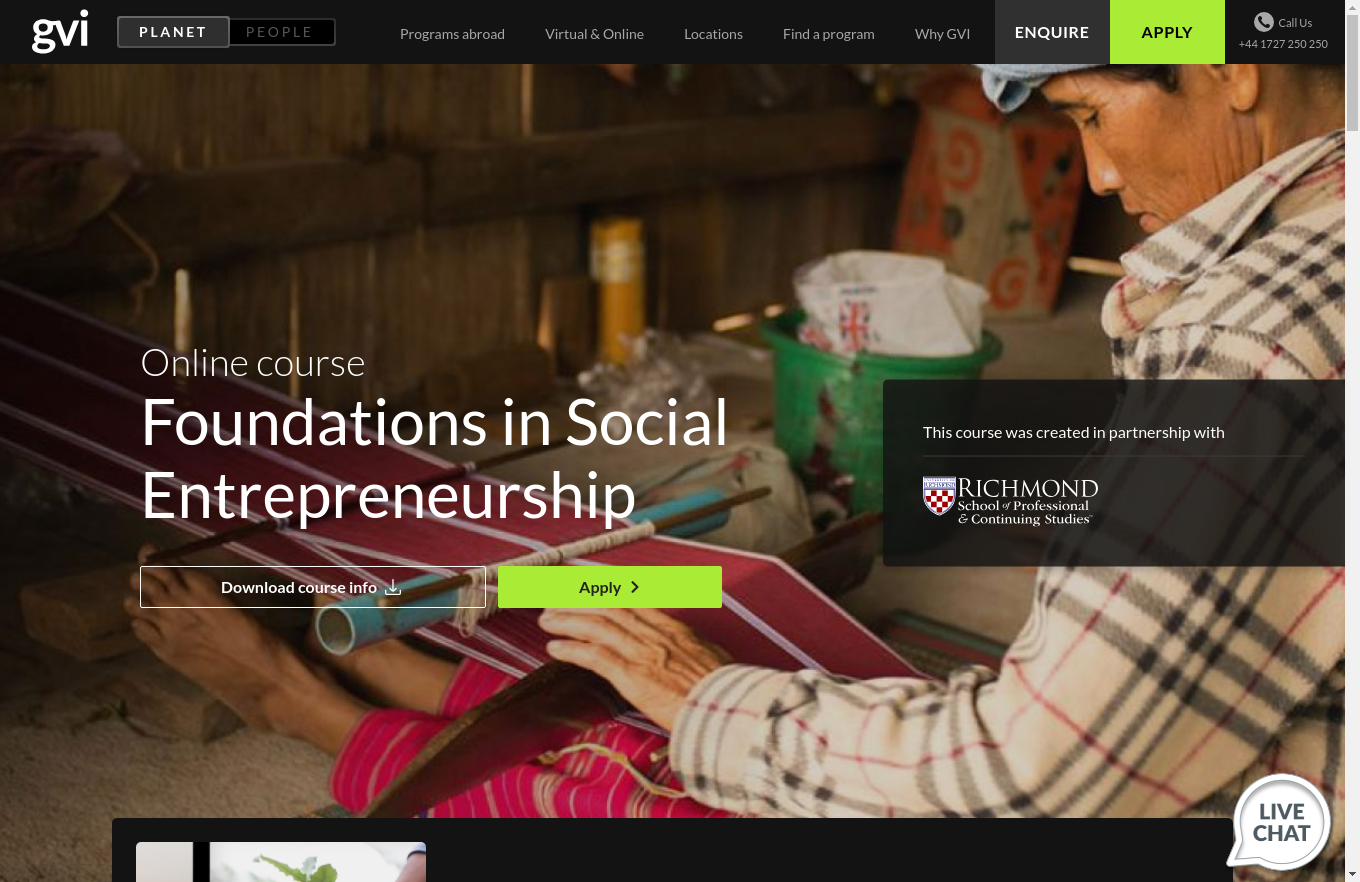 gvi
PLANET
PEOPLE
Programs abroad
Virtual & Online
Locations
Find a program
Why GVI
ENQUIRE
APPLY
Call Us
+44 1727 250 250
Online course
Foundations in Social
Entrepreneurship
Download course info
Apply
This course was created in partnership with
RICHMOND
School of Professional
& Continuing Studies™
LIVE
CHAT